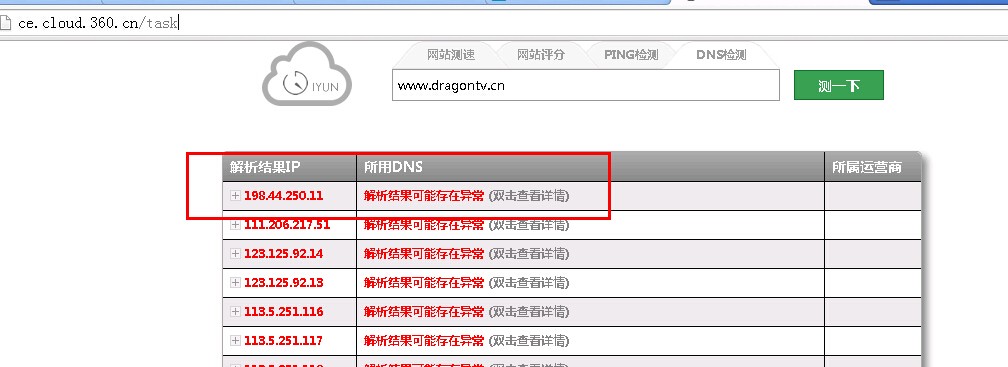 ce.cloud.360.cn/task
网站测速 网站评分 PING检测 DNS检测
IYUN
www.dragontv.cn 测一下
解析结果IP 所用DNS 所属运营商
198.44.250.11 解析结果可能存在异常 (双击查看详情)
111.206.217.51 解析结果可能存在异常 (双击查看详情)
123.125.92.14 解析结果可能存在异常 (双击查看详情)
123.125.92.13 解析结果可能存在异常 (双击查看详情)
113.5.251.116 解析结果可能存在异常 (双击查看详情)
113.5.251.117 解析结果可能存在异常 (双击查看详情)